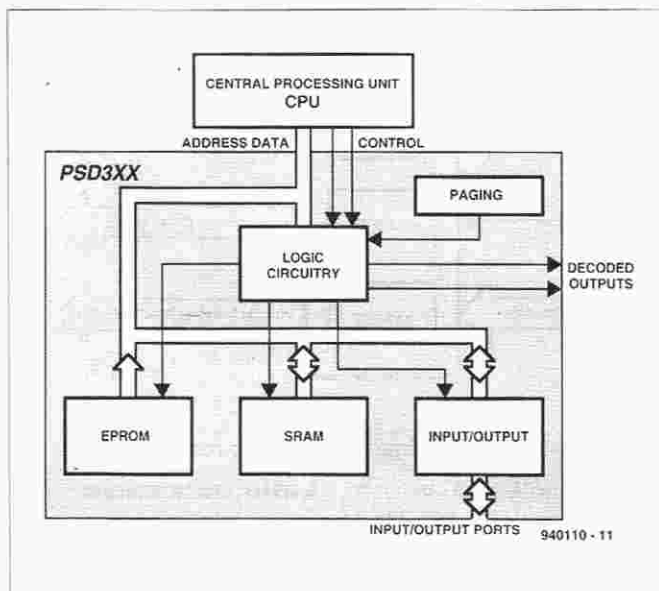 CENTRAL PROCESSING UNIT
CPU
ADDRESS DATA
CONTROL
PSD3XX
PAGING
LOGIC
CIRCUITRY
DECODED
OUTPUTS
EPROM
SRAM
INPUT/OUTPUT
INPUT/OUTPUT PORTS
940110 - 11